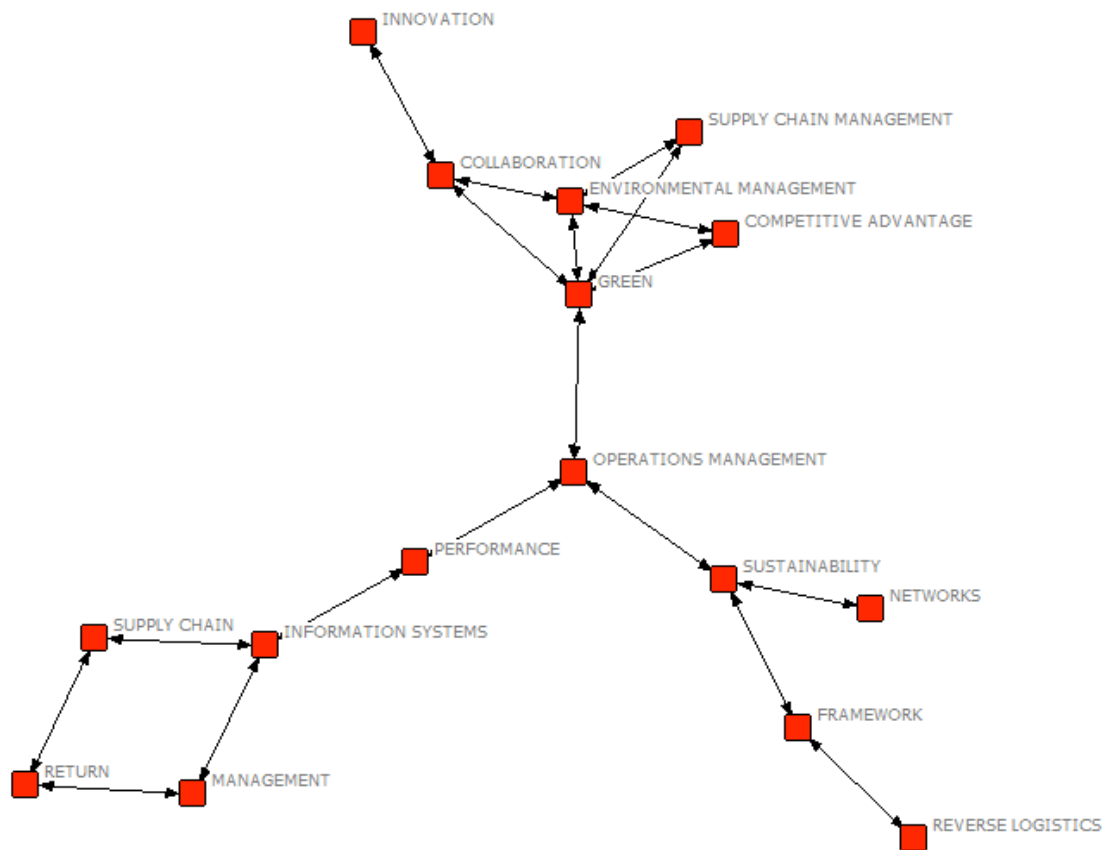 INNOVATION
SUPPLY CHAIN MANAGEMENT
COLLABORATION
ENVIRONMENTAL MANAGEMENT
COMPETITIVE ADVANTAGE
GREEN
OPERATIONS MANAGEMENT
PERFORMANCE
SUSTAINABILITY
NETWORKS
SUPPLY CHAIN
INFORMATION SYSTEMS
FRAMEWORK
RETURN
MANAGEMENT
REVERSE LOGISTICS